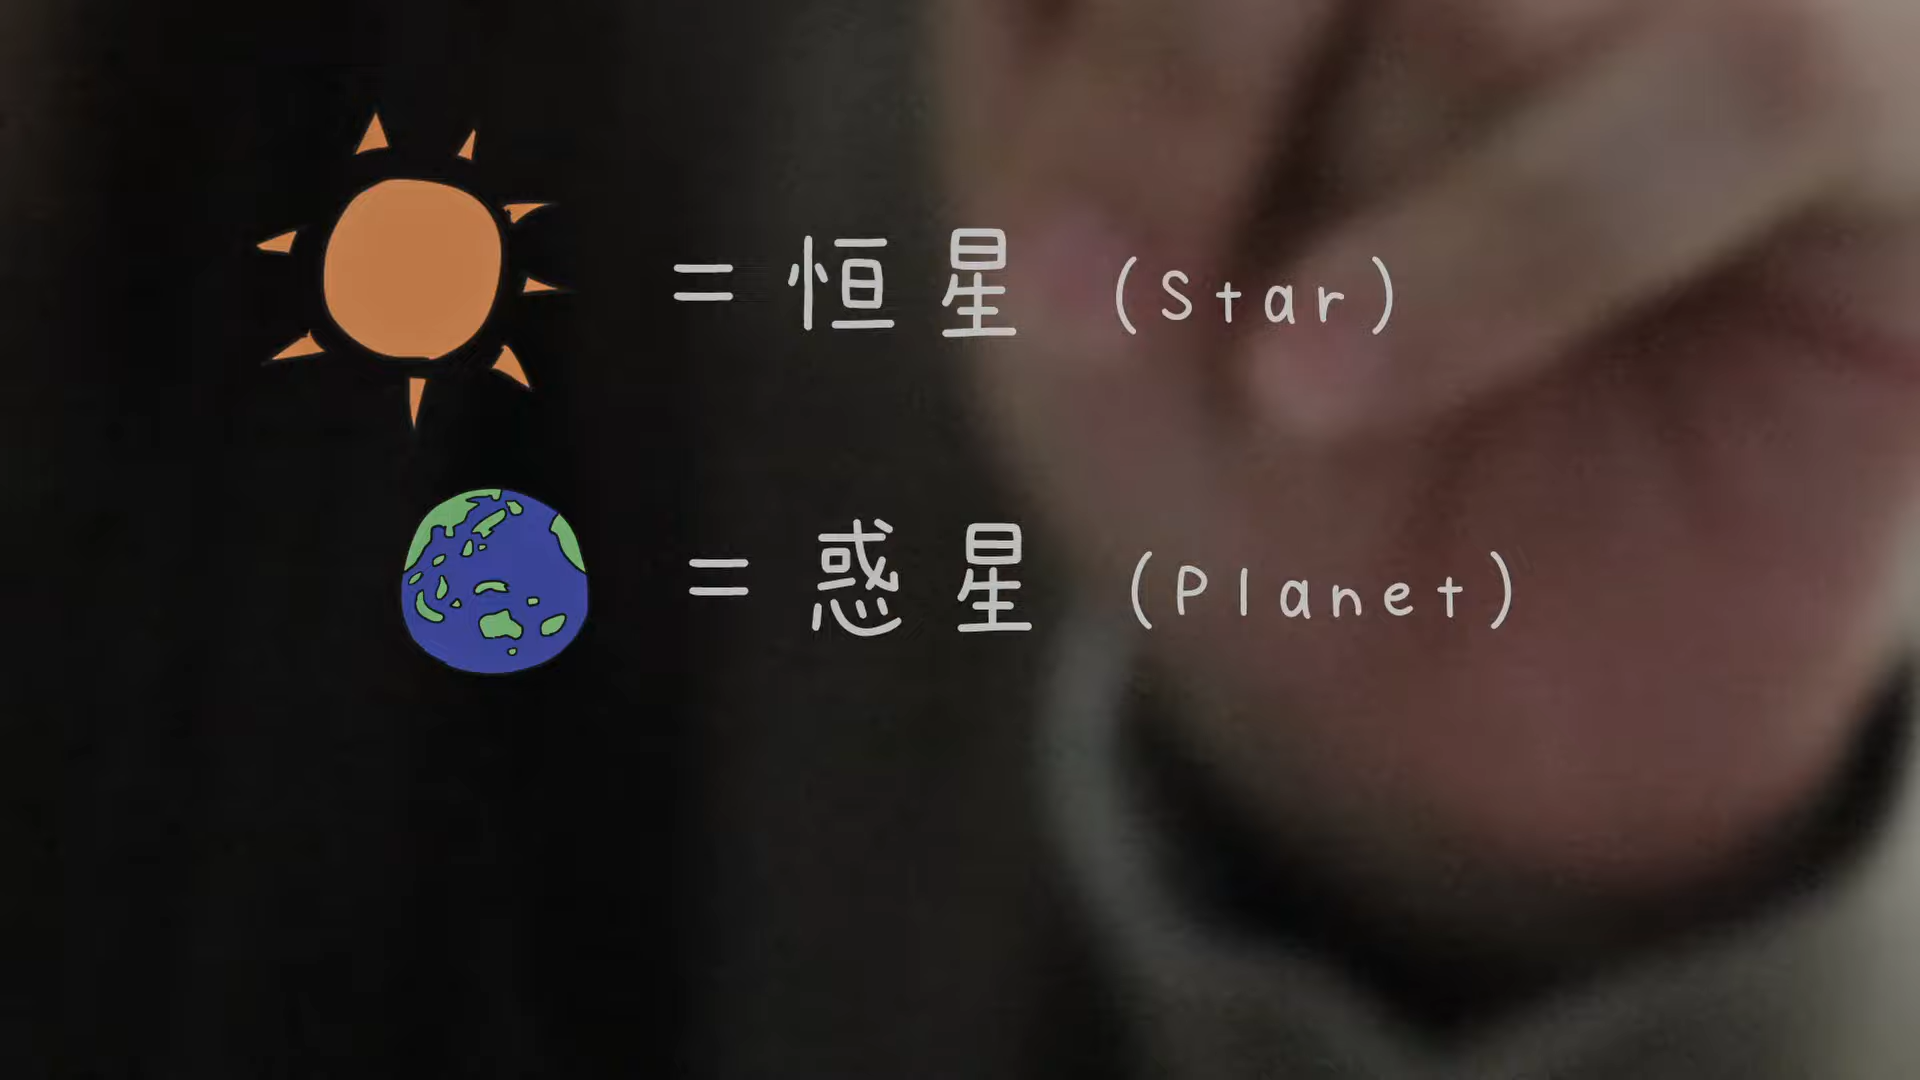 = 恒星 (Star)
= 惑星 (Planet)